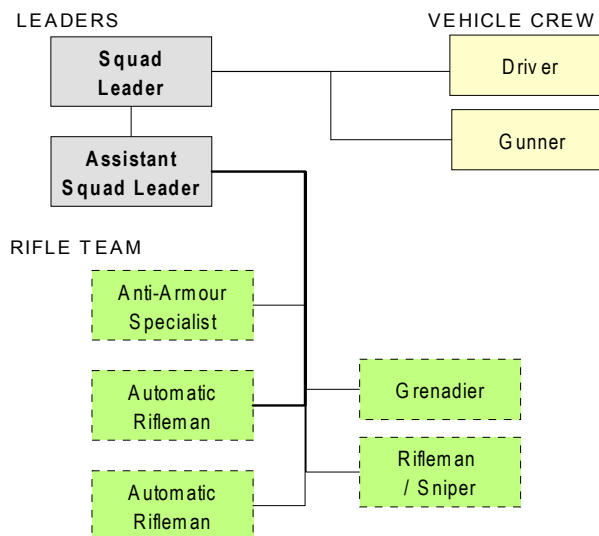 LEADERS
VEHICLE CREW
Squad
Leader
Driver
Gunner
Assistant
Squad Leader
RIFLE TEAM
Anti-Armour
Specialist
Automatic
Rifleman
Grenadier
Rifleman
/ Sniper
Automatic
Rifleman